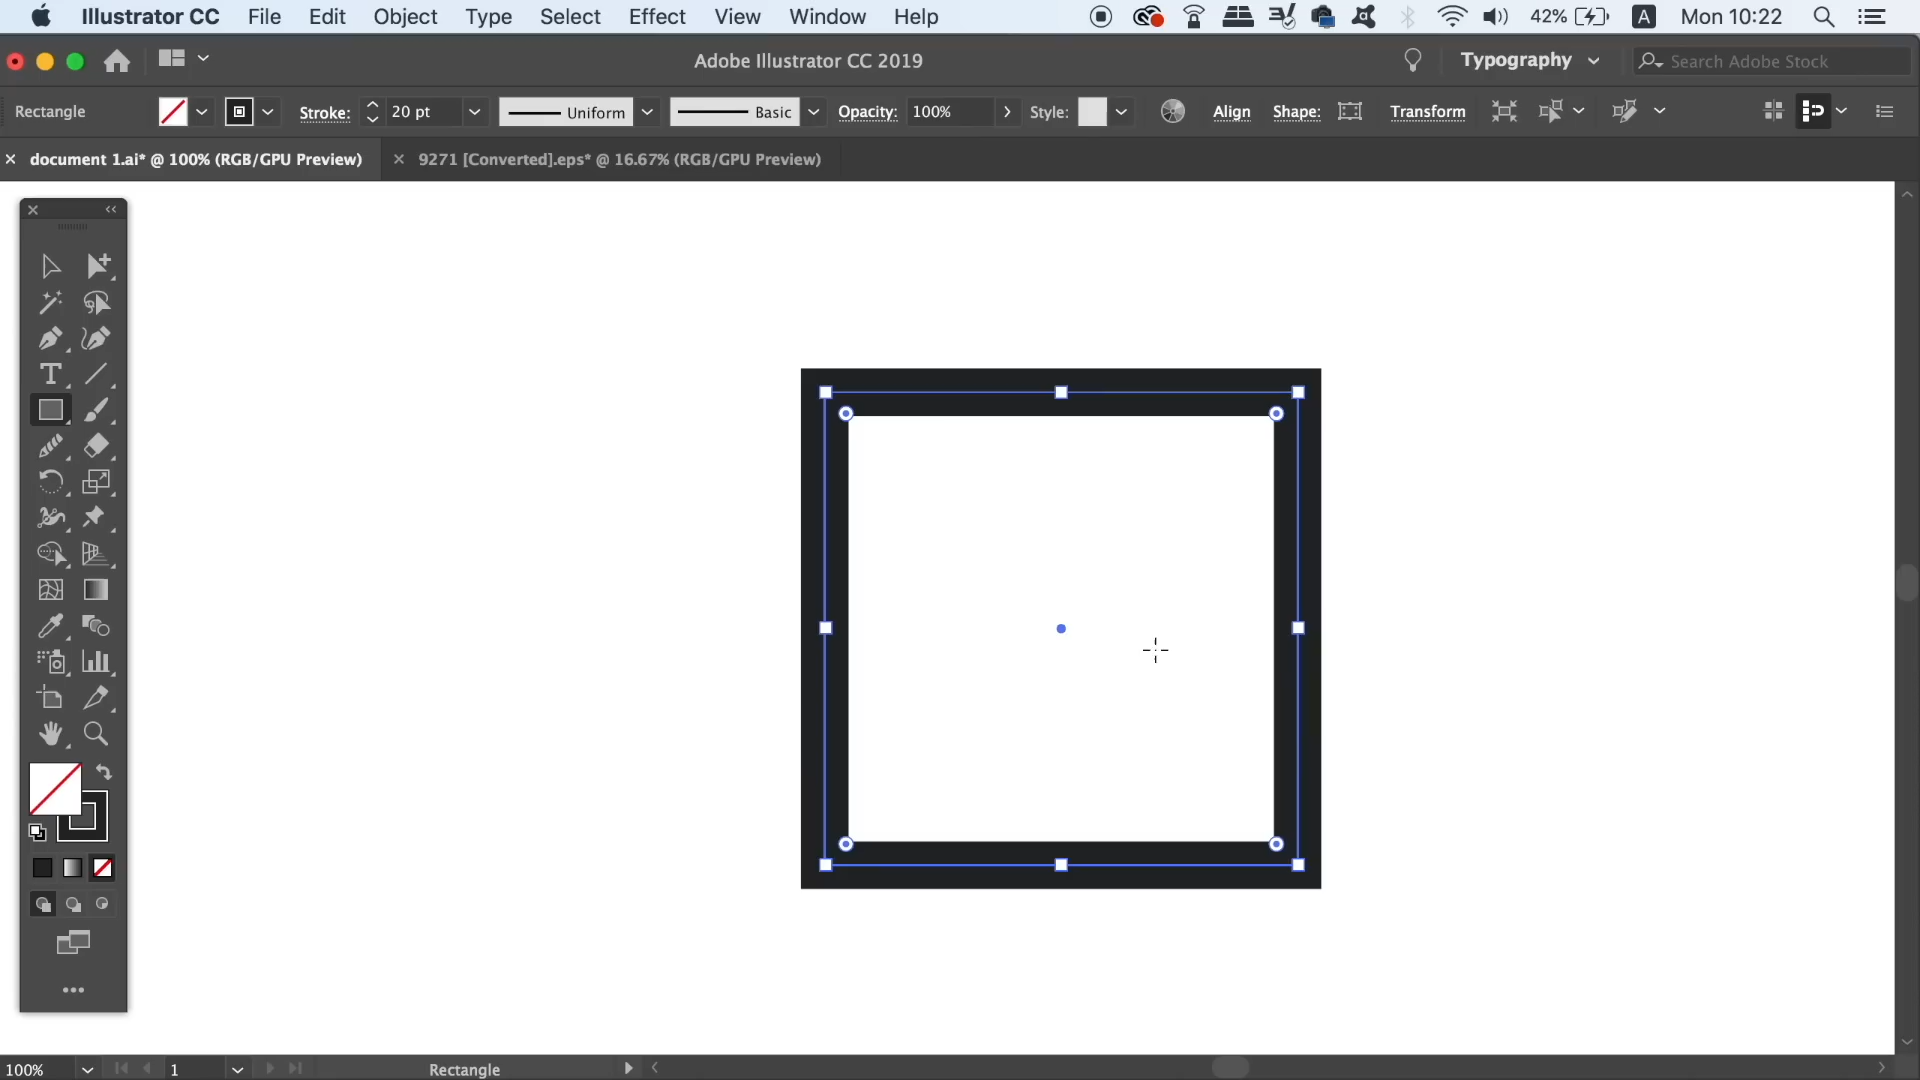 Illustrator CC File Edit Object Type Select Effect View Window Help 42% A Mon 10:22
Adobe Illustrator CC 2019 Typography Search Adobe Stock
Rectangle Stroke: 20 pt Uniform Basic Opacity: 100% Style: Align Shape: Transform
document 1.ai* @ 100% (RGB/GPU Preview) 9271 [Converted].eps* @ 16.67% (RGB/GPU Preview)
100% 1 Rectangle